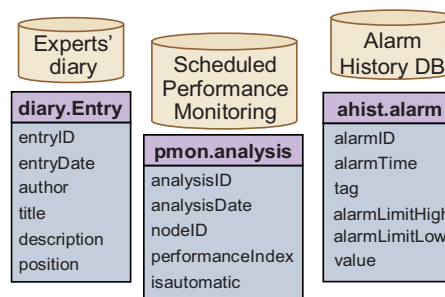 Experts'
diary
diary.Entry
entryID
entryDate
author
title
description
position
Scheduled
Performance
Monitoring
pmon.analysis
analysisID
analysisDate
nodeID
performanceIndex
isautomatic
Alarm
History DB
ahist.alarm
alarmID
alarmTime
tag
alarmLimitHigh
alarmLimitLow
value